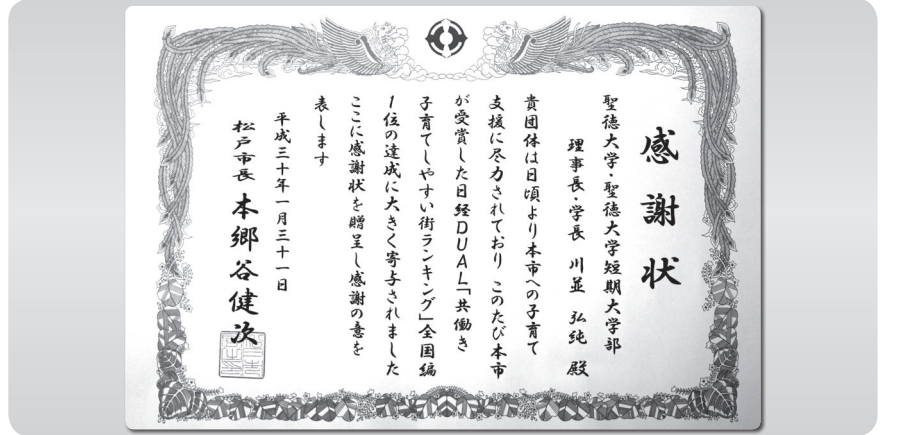 感謝状
聖徳大学・聖徳大学短期大学部
理事長・学長 川並 弘純 殿
貴団体は日頃より本市への子育て
支援に尽力されており このたび本市
が受賞した日経DUAL「共働き
子育てしやすい街ランキング」全国編
1位の達成に大きく寄与されました
ここに感謝状を贈呈し感謝の意を
表します
平成三十年一月三十一日
松戸市長 本郷谷健次